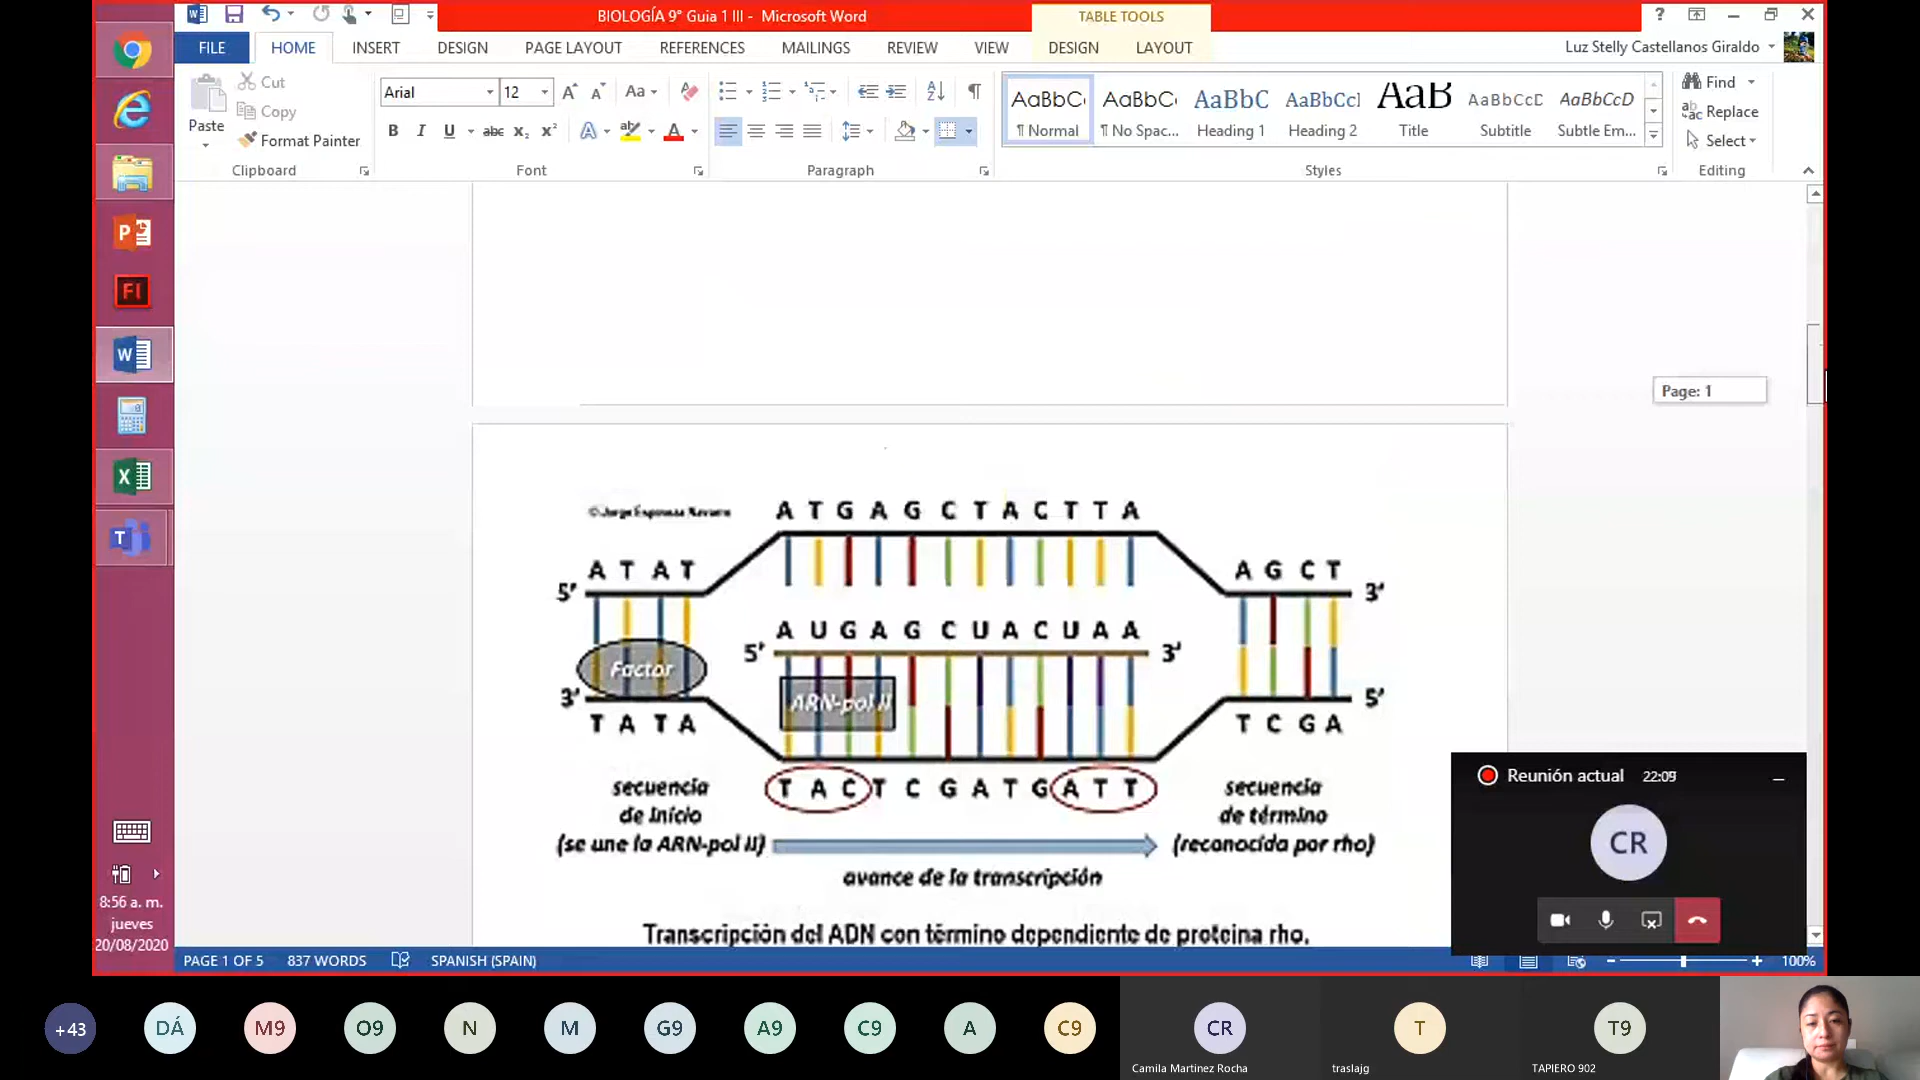 BIOLOGÍA 9° Guia 1 III - Microsoft Word
TABLE TOOLS
?
FILE HOME INSERT DESIGN PAGE LAYOUT REFERENCES MAILINGS REVIEW VIEW DESIGN LAYOUT
Luz Stelly Castellanos Giraldo
Paste
Cut
Copy
Format Painter
Clipboard
Arial 12
Font
Paragraph
AaBbC AaBbC AaBbC AaBbCc AaB AaBbCcD AaBbCcD
¶ Normal ¶ No Spac... Heading 1 Heading 2 Title Subtitle Subtle Em...
Styles
Find
Replace
Select
Editing
Page: 1
A T G A G C T A C T T A
A T A T
A G C T
5' 3'
A U G A G C U A C U A A
5' 3'
Factor
ARN-pol II
3' 5'
T A T A
T C G A
T A C T C G A T G A T T
secuencia
de inicio
(se une la ARN-pol II)
secuencia
de término
(reconocida por rho)
avance de la transcripción
Transcripción del ADN con término dependiente de proteina rho.
Reunión actual 22:09
CR
8:56 a. m.
jueves
20/08/2020
PAGE 1 OF 5 837 WORDS SPANISH (SPAIN)
100%
+43 DÁ M9 O9 N M G9 A9 C9 A C9 CR T T9
Camila Martinez Rocha traslajg TAPIERO 902